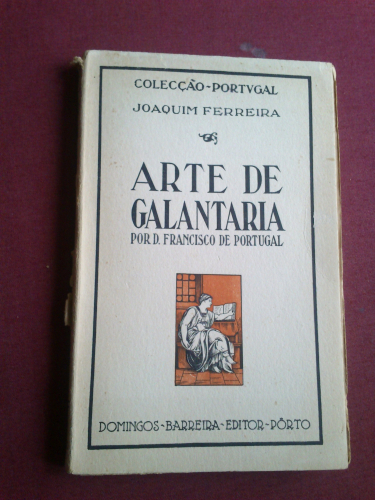 COLECÇÃO-PORTVGAL
JOAQUIM FERREIRA
ARTE DE
GALANTARIA
POR D. FRANCISCO DE PORTUGAL
DOMINGOS-BARREIRA-EDITOR-PÔRTO